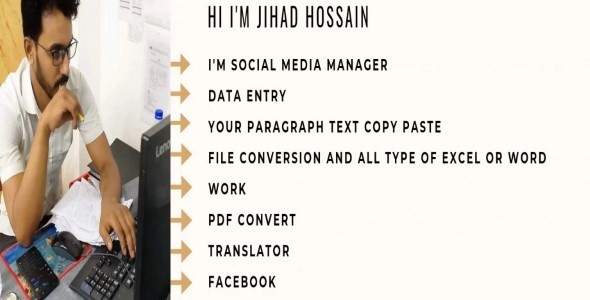 HI I'M JIHAD HOSSAIN
I'M SOCIAL MEDIA MANAGER
DATA ENTRY
YOUR PARAGRAPH TEXT COPY PASTE
FILE CONVERSION AND ALL TYPE OF EXCEL OR WORD
WORK
PDF CONVERT
TRANSLATOR
FACEBOOK
Lenovo